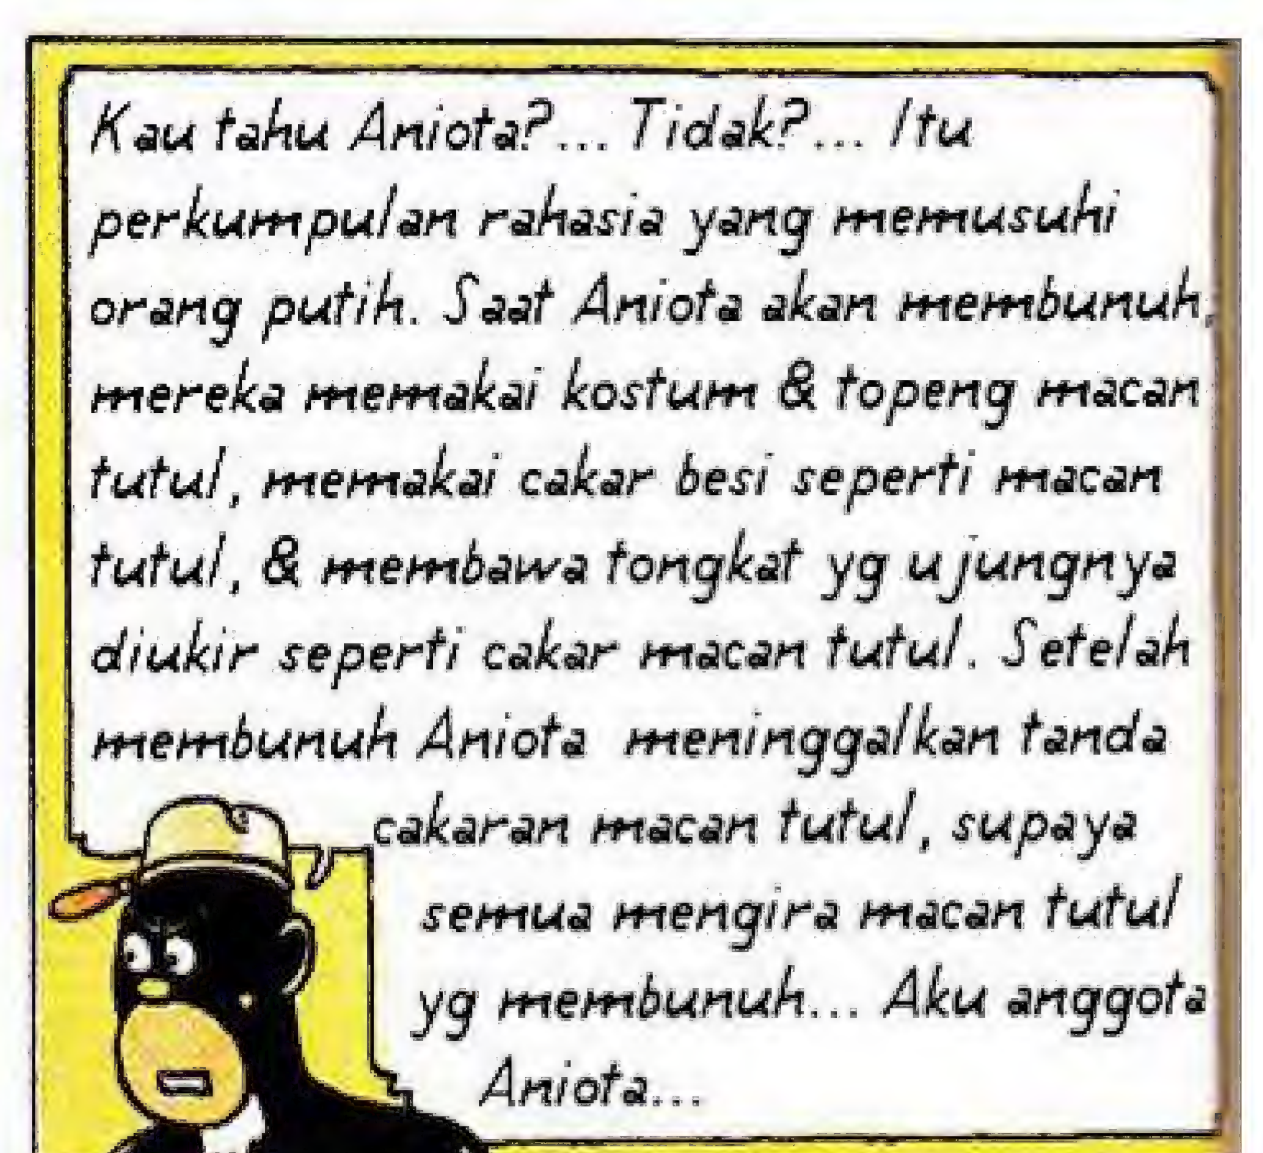 Kau tahu Aniota?... Tidak?... Itu
perkumpulan rahasia yang memusuhi
orang putih. Saat Aniota akan membunuh,
mereka memakai kostum & topeng macan
tutul, memakai cakar besi seperti macan
tutul, & membawa tongkat yg ujungnya
diukir seperti cakar macan tutul. Setelah
membunuh Aniota meninggalkan tanda
cakaran macan tutul, supaya
semua mengira macan tutul
yg membunuh... Aku anggota
Aniota...